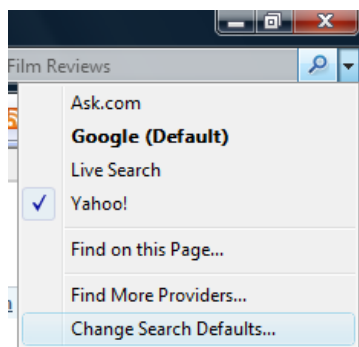 Film Reviews
Ask.com
Google (Default)
Live Search
Yahoo!
Find on this Page...
Find More Providers...
Change Search Defaults...